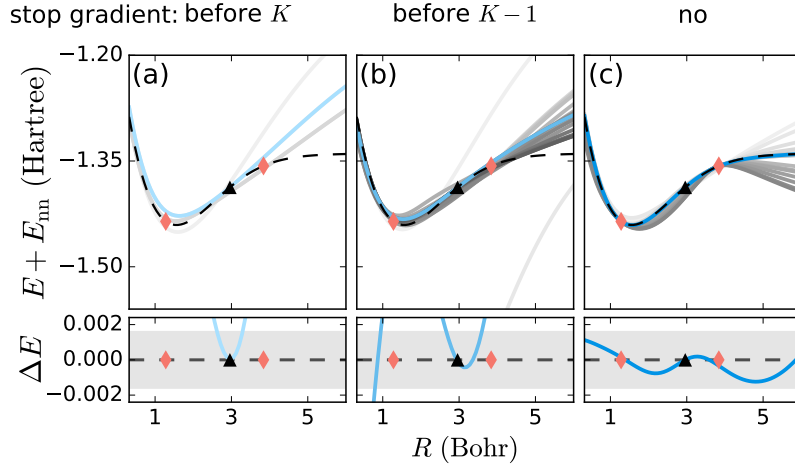 stop gradient: before K before K − 1 no
(a) (b) (c)
−1.20
−1.35
−1.50
E + Enn (Hartree)
0.002
0.000
−0.002
ΔE
1 3 5 1 3 5 1 3 5
R (Bohr)